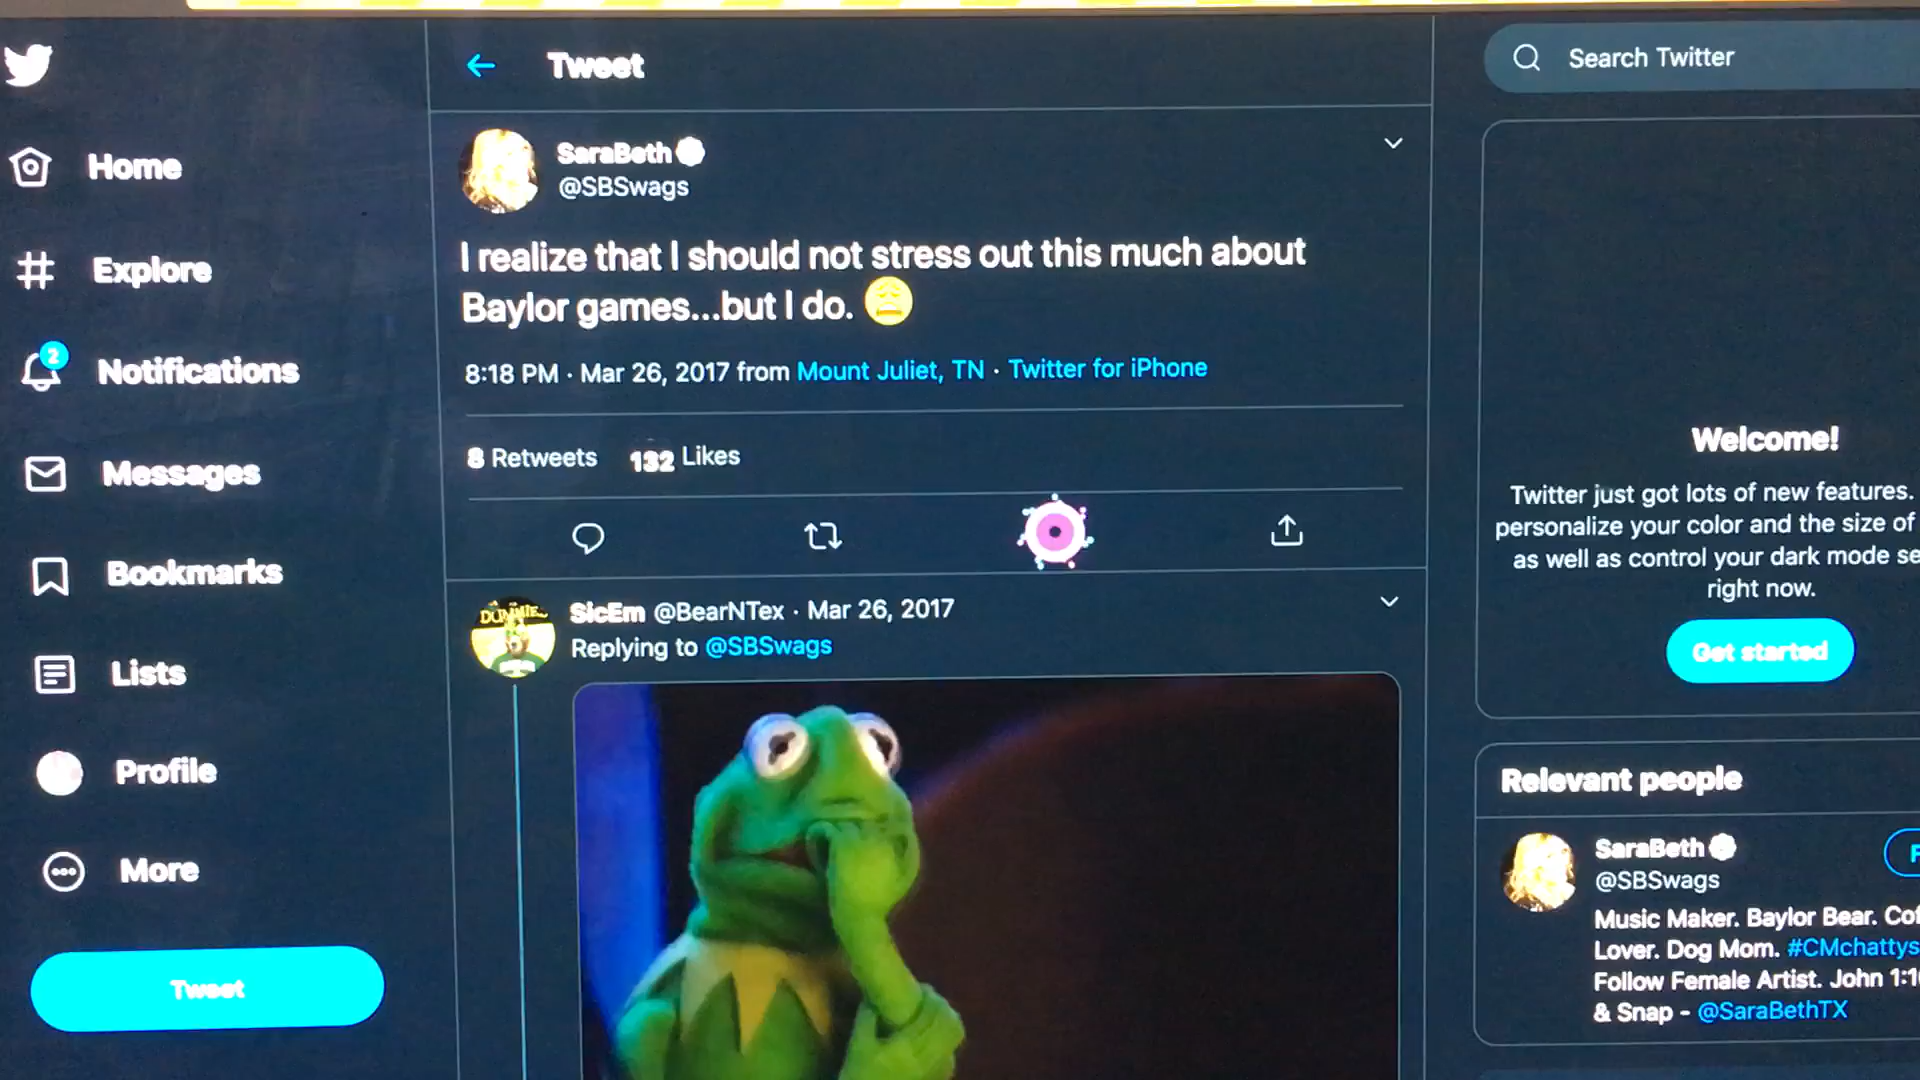 Tweet
Search Twitter
Home
Explore
2
Notifications
Messages
Bookmarks
Lists
Profile
More
Tweet
SaraBeth
@SBSwags
I realize that I should not stress out this much about
Baylor games...but I do.
8:18 PM · Mar 26, 2017 from Mount Juliet, TN · Twitter for iPhone
8 Retweets 132 Likes
SicEm @BearNTex · Mar 26, 2017
Replying to @SBSwags
Welcome!
Twitter just got lots of new features.
personalize your color and the size of
as well as control your dark mode se
right now.
Get started
Relevant people
SaraBeth
@SBSwags
F
Music Maker. Baylor Bear. Cof
Lover. Dog Mom. #CMchattys
Follow Female Artist. John 1:1
& Snap - @SaraBethTX